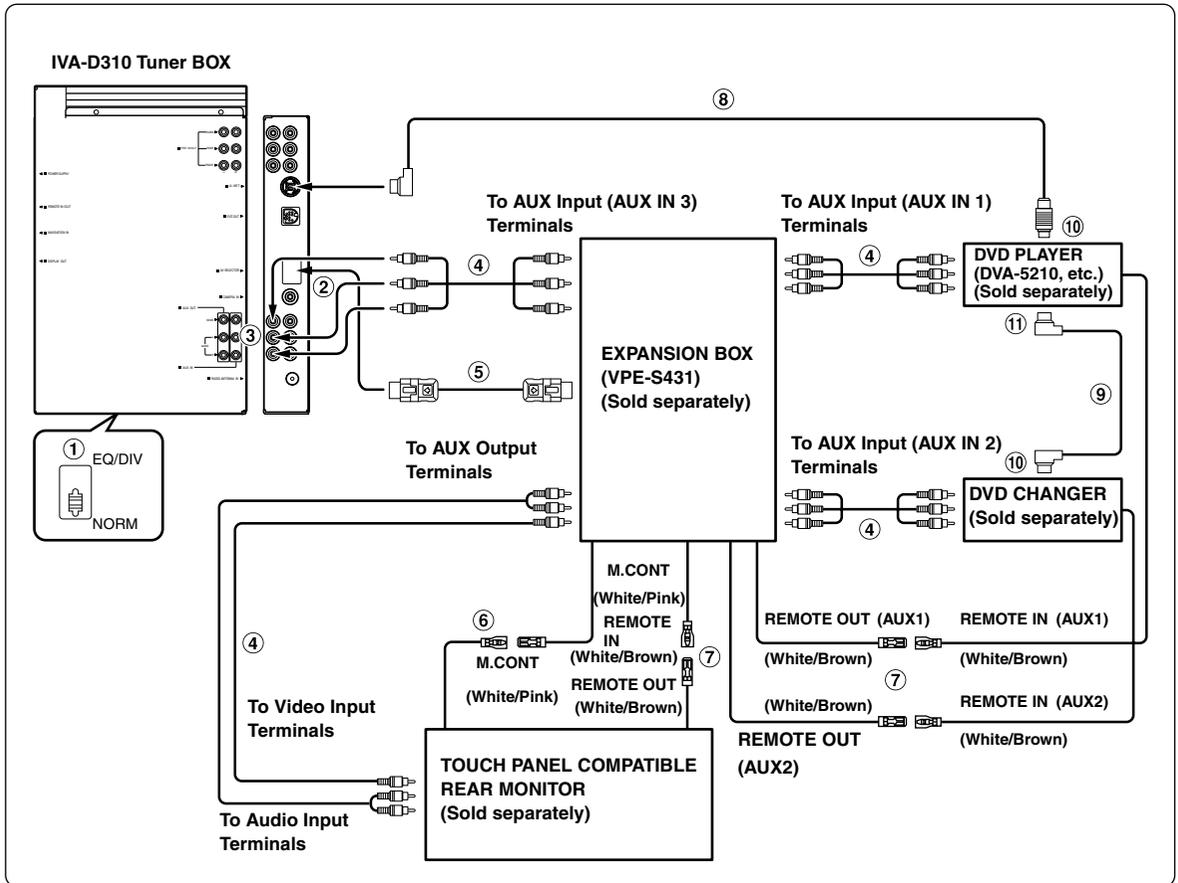 IVA-D310 Tuner BOX
⑧
To AUX Input (AUX IN 3)
Terminals
To AUX Input (AUX IN 1)
Terminals
⑩
④
④
DVD PLAYER
(DVA-5210, etc.)
(Sold separately)
②
③
⑪
EXPANSION BOX
(VPE-S431)
(Sold separately)
⑤
⑨
①
EQ/DIV
NORM
To AUX Output
Terminals
To AUX Input (AUX IN 2)
Terminals
⑩
DVD CHANGER
(Sold separately)
④
M.CONT
(White/Pink)
⑥
REMOTE
IN
(White/Brown)
REMOTE OUT (AUX1)
REMOTE IN (AUX1)
④
M.CONT
(White/Pink)
⑦
REMOTE OUT
(White/Brown)
(White/Brown)
(White/Brown)
⑦
To Video Input
Terminals
(White/Brown)
REMOTE IN (AUX2)
REMOTE OUT
(AUX2)
(White/Brown)
TOUCH PANEL COMPATIBLE
REAR MONITOR
(Sold separately)
To Audio Input
Terminals